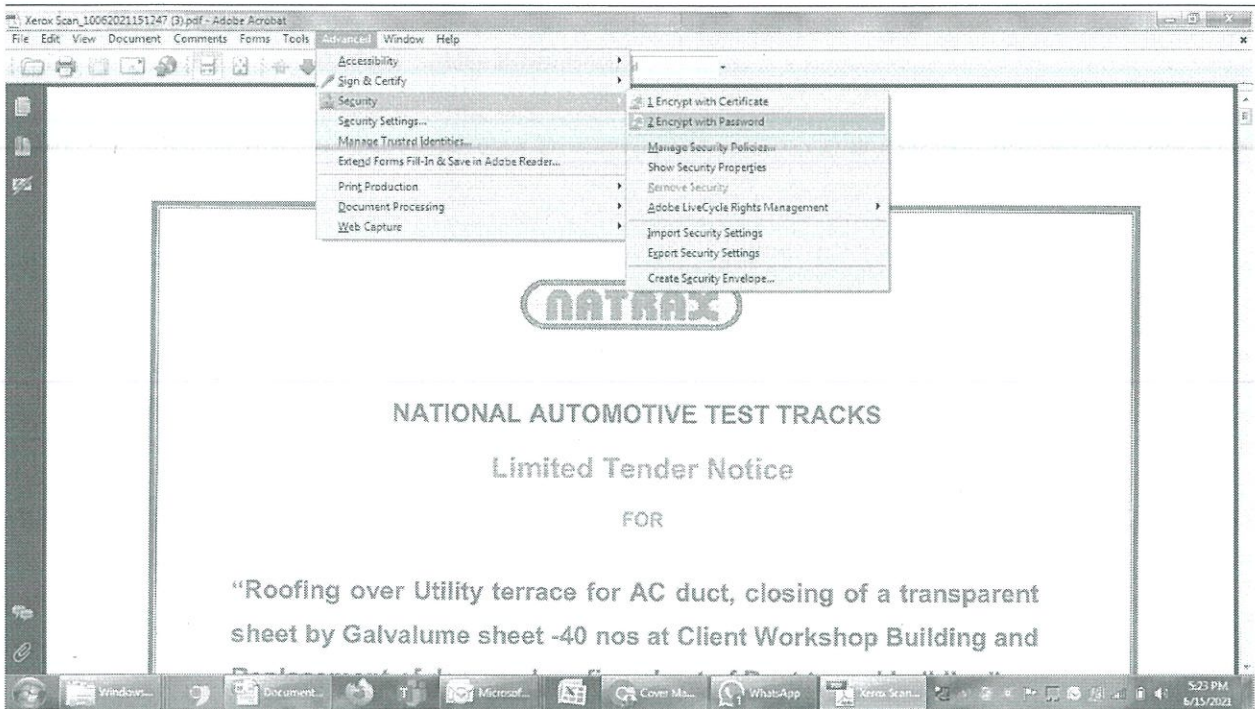 Xerox Scan_10062021151247 (3).pdf - Adobe Acrobat
File Edit View Document Comments Forms Tools Advanced Window Help
Accessibility
Sign & Certify
Security
Security Settings...
Manage Trusted Identities...
Extend Forms Fill-In & Save in Adobe Reader...
Print Production
Document Processing
Web Capture
1 Encrypt with Certificate
2 Encrypt with Password
Manage Security Policies...
Show Security Properties
Remove Security
Adobe LiveCycle Rights Management
Import Security Settings
Export Security Settings
Create Security Envelope...
NATRAX
NATIONAL AUTOMOTIVE TEST TRACKS
Limited Tender Notice
FOR
“Roofing over Utility terrace for AC duct, closing of a transparent
sheet by Galvalume sheet -40 nos at Client Workshop Building and
Windows... Document... Microsof... Cover Ma... WhatsApp Xerox Scan...
5:23 PM
6/15/2021